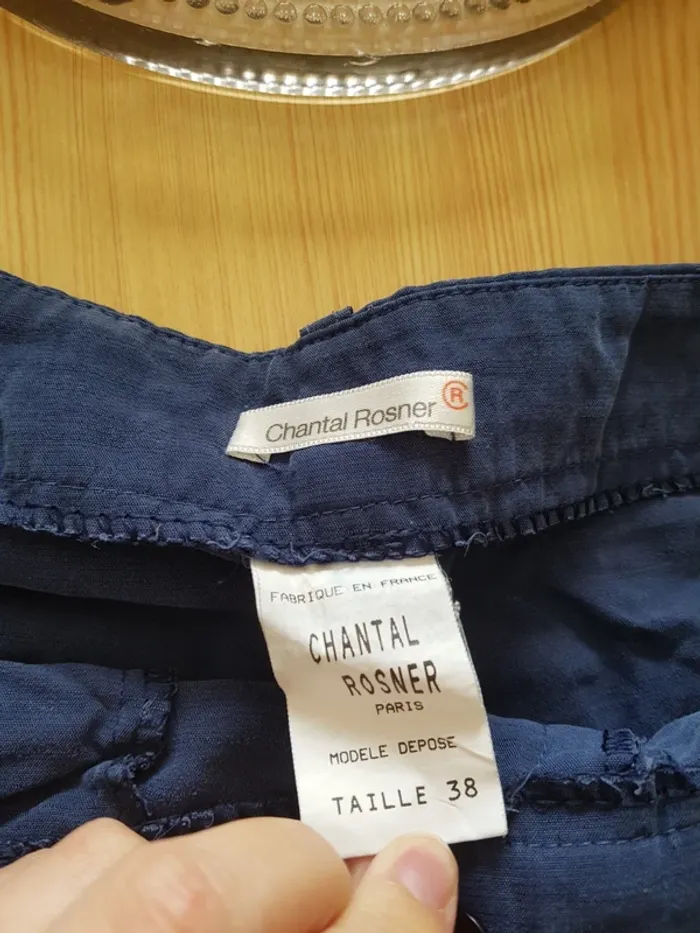 Chantal Rosner ®
FABRIQUE EN FRANCE
CHANTAL
ROSNER
PARIS
MODELE DEPOSE
TAILLE 38